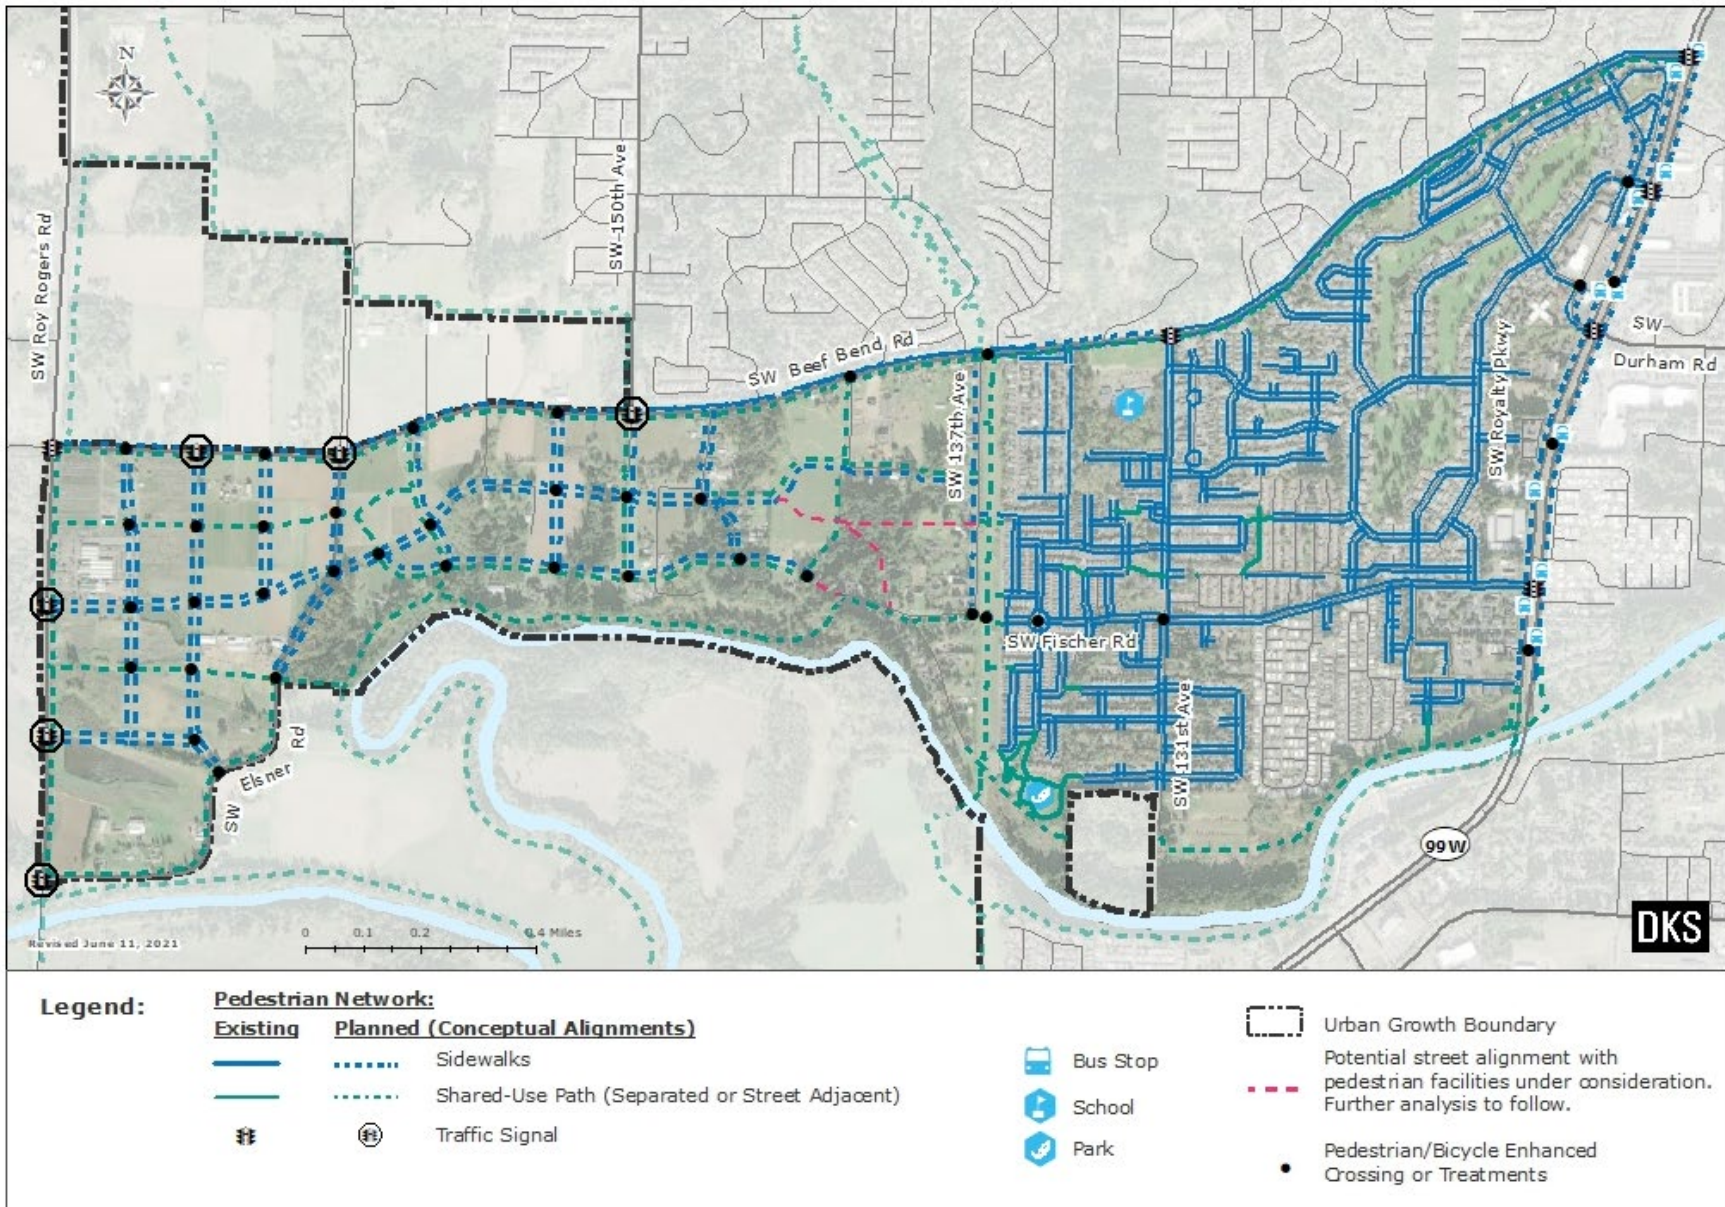 N
SW Roy Rogers Rd
SW 150th Ave
SW Beef Bend Rd
SW 137th Ave
SW Royalty Pkwy
SW
Durham Rd
SW Fischer Rd
SW 131st Ave
SW Elsner Rd
99W
Revised June 11, 2021
0 0.1 0.2 0.4 Miles
DKS
Legend:
Pedestrian Network:
Existing Planned (Conceptual Alignments)
Sidewalks
Shared-Use Path (Separated or Street Adjacent)
Traffic Signal
Bus Stop
School
Park
Urban Growth Boundary
Potential street alignment with
pedestrian facilities under consideration.
Further analysis to follow.
Pedestrian/Bicycle Enhanced
Crossing or Treatments